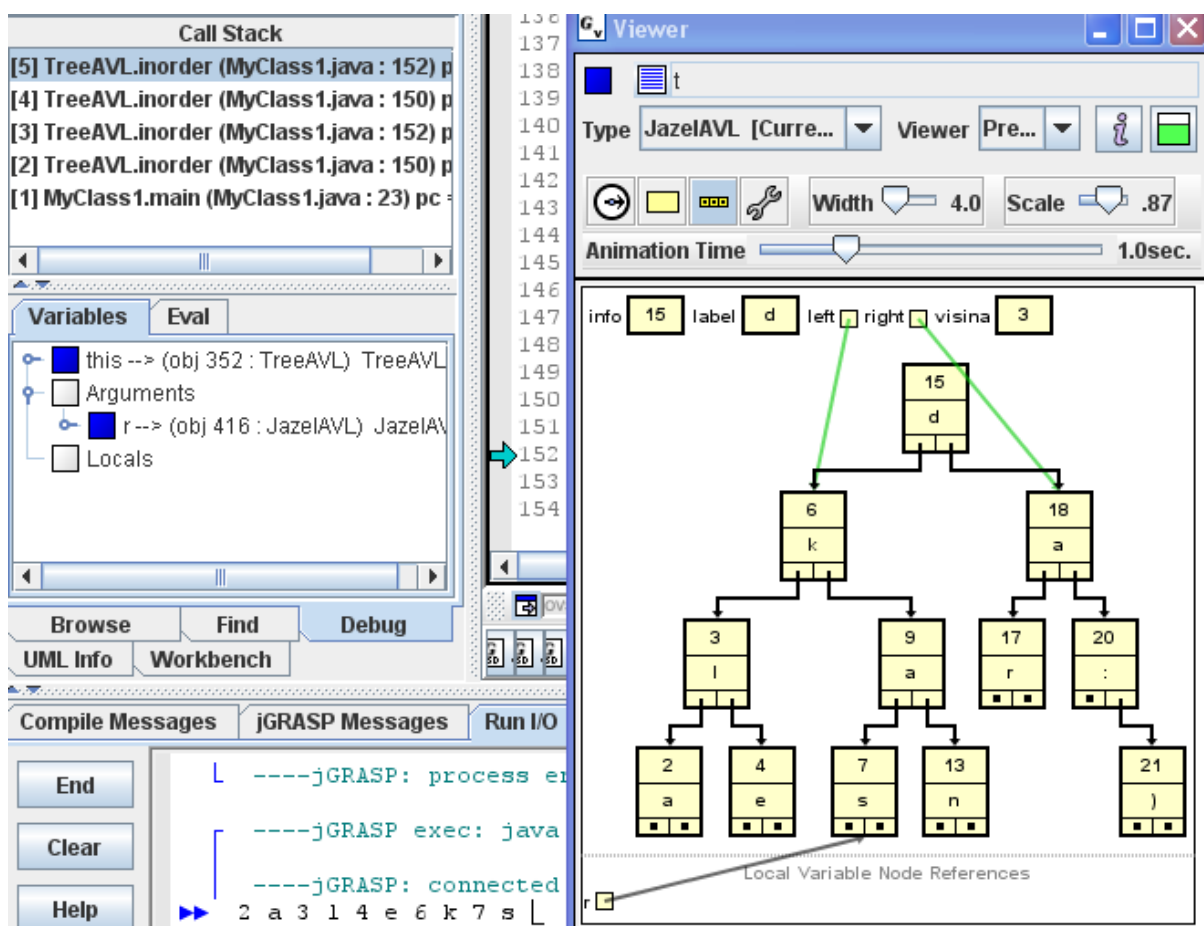 Call Stack
[5] TreeAVL.inorder (MyClass1.java : 152) p
[4] TreeAVL.inorder (MyClass1.java : 150) p
[3] TreeAVL.inorder (MyClass1.java : 152) p
[2] TreeAVL.inorder (MyClass1.java : 150) p
[1] MyClass1.main (MyClass1.java : 23) pc =
Variables Eval
this --> (obj 352 : TreeAVL) TreeAVL
Arguments
r --> (obj 416 : JazelAVL) JazelAV
Locals
Browse Find Debug
UML Info Workbench
137
138
139
140
141
142
143
144
145
146
147
148
149
150
151
152
153
154
Compile Messages jGRASP Messages Run I/O
End
Clear
Help
----jGRASP: process en
----jGRASP exec: java
----jGRASP: connected
2 a 3 l 4 e 6 k 7 s
Gv Viewer
t
Type JazelAVL [Curre... Viewer Pre... i
Width 4.0 Scale .87
Animation Time 1.0sec.
info 15 label d left right visina 3
15
d
6 18
k a
3 9 17 20
l a r :
2 4 7 13 21
a e s n )
Local Variable Node References
r